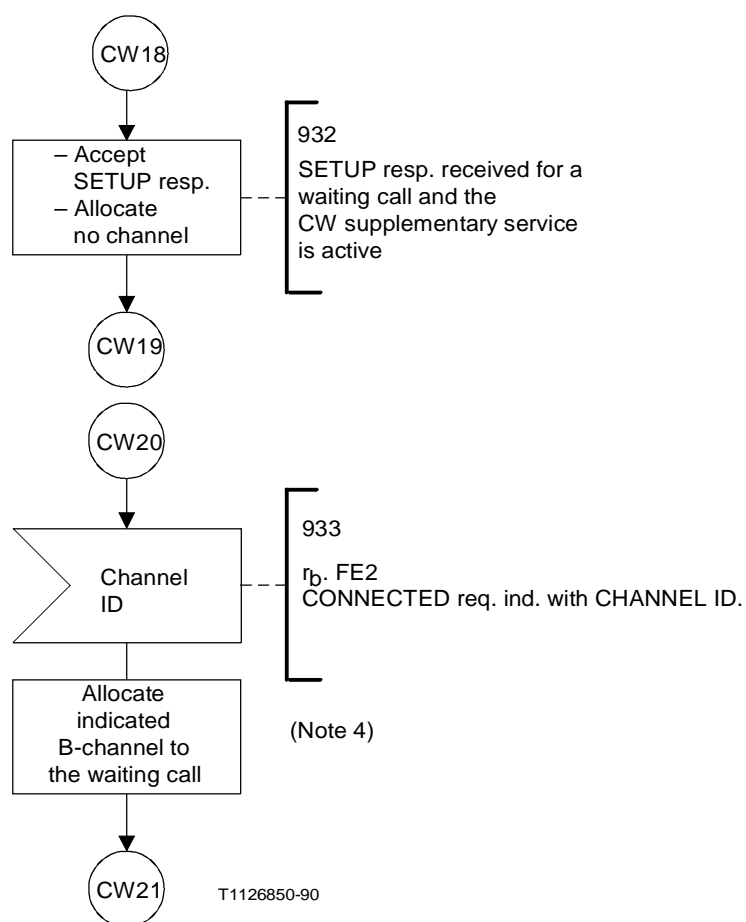 CW18
– Accept
SETUP resp.
– Allocate
no channel
932
SETUP resp. received for a
waiting call and the
CW supplementary service
is active
CW19
CW20
Channel
ID
933
rb. FE2
CONNECTED req. ind. with CHANNEL ID.
Allocate
indicated
B-channel to
the waiting call
(Note 4)
CW21
T1126850-90